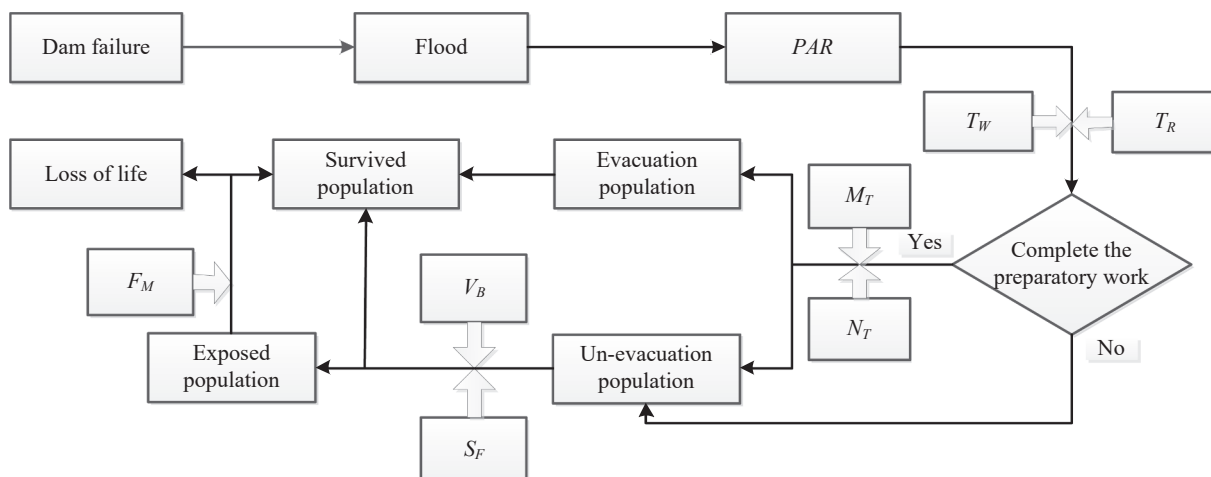 Dam failure
Flood
PAR
T_W
T_R
Loss of life
Survived
population
Evacuation
population
M_T
Yes
Complete the
preparatory work
F_M
V_B
N_T
No
Exposed
population
Un-evacuation
population
S_F